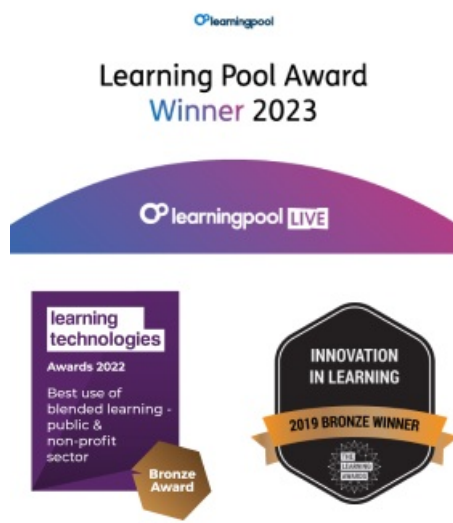 learningpool
Learning Pool Award
Winner 2023
learningpool LIVE
learning
technologies
Awards 2022
Best use of
blended learning -
public &
non-profit
sector
Bronze
Award
INNOVATION
IN LEARNING
2019 BRONZE WINNER
THE
LEARNING
AWARDS